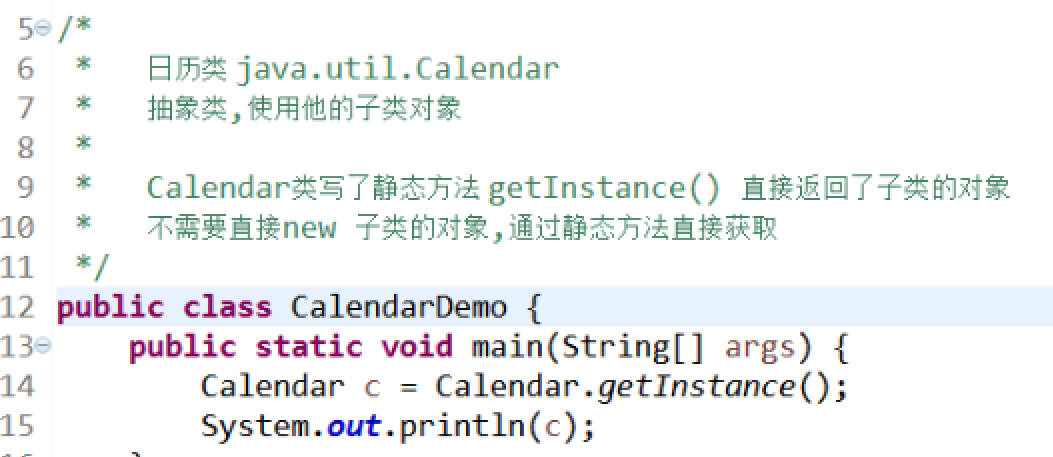 5 /*
6  *    日历类 java.util.Calendar
7  *    抽象类,使用他的子类对象
8  *
9  *    Calendar类写了静态方法 getInstance() 直接返回了子类的对象
10  *    不需要直接new 子类的对象,通过静态方法直接获取
11  */
12 public class CalendarDemo {
13     public static void main(String[] args) {
14         Calendar c = Calendar.getInstance();
15         System.out.println(c);